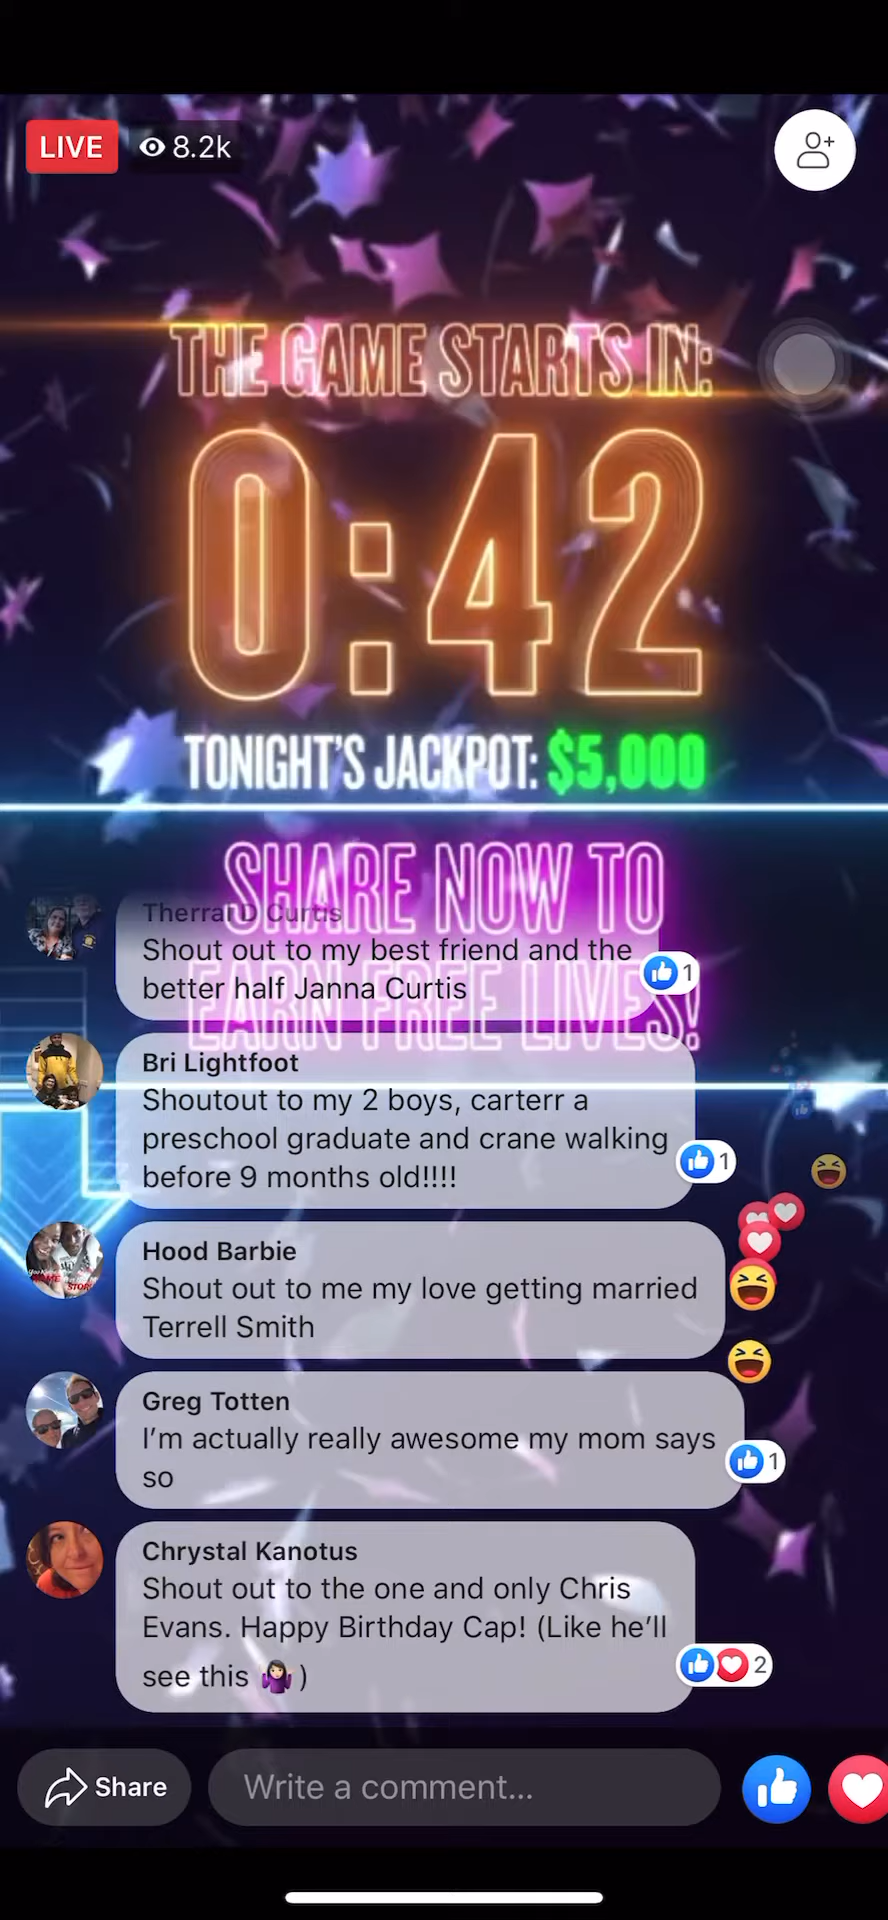 LIVE 8.2k
THE GAME STARTS IN:
0:42
TONIGHT'S JACKPOT: $5,000
SHARE NOW TO
EARN FREE LIVES!
Therral D Curtis
Shout out to my best friend and the
better half Janna Curtis
1
Bri Lightfoot
Shoutout to my 2 boys, carterr a
preschool graduate and crane walking
before 9 months old!!!!
1
Hood Barbie
Shout out to me my love getting married
Terrell Smith
Greg Totten
I'm actually really awesome my mom says
so
1
Chrystal Kanotus
Shout out to the one and only Chris
Evans. Happy Birthday Cap! (Like he'll
see this 🤷🏻‍♀️)
2
Share
Write a comment...